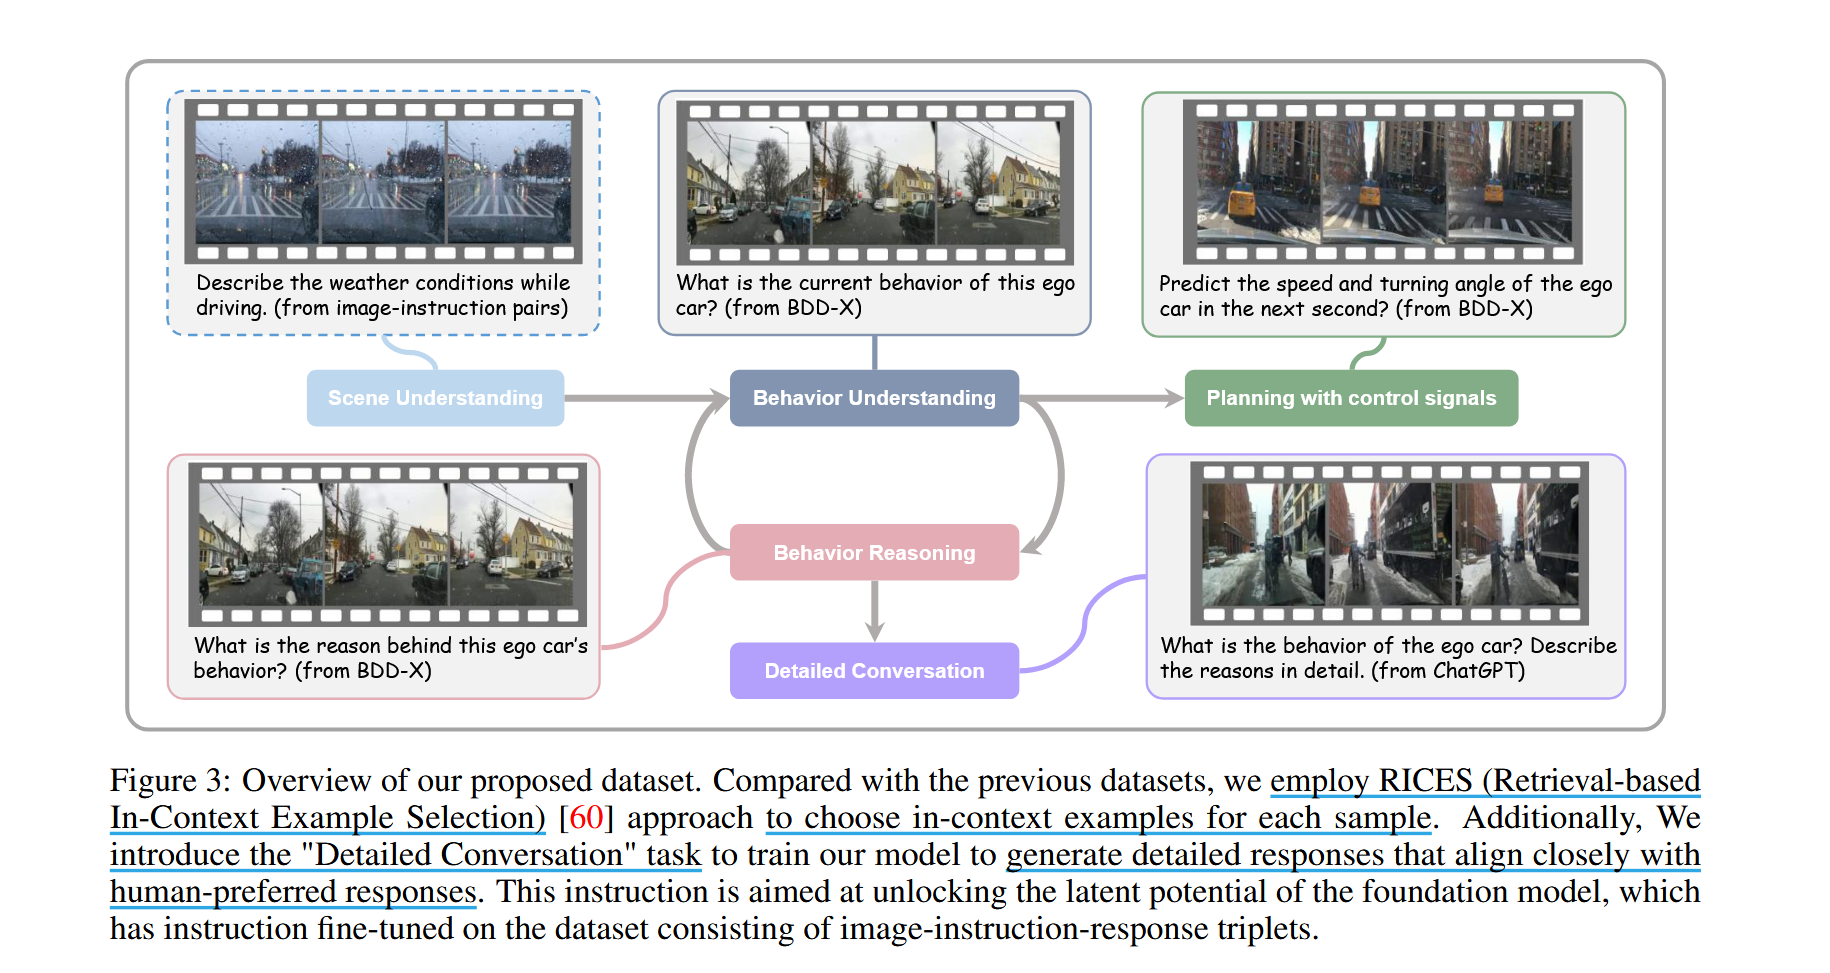 Describe the weather conditions while
driving. (from image-instruction pairs)
What is the current behavior of this ego
car? (from BDD-X)
Predict the speed and turning angle of the ego
car in the next second? (from BDD-X)
Scene Understanding
Behavior Understanding
Planning with control signals
Behavior Reasoning
What is the reason behind this ego car's
behavior? (from BDD-X)
Detailed Conversation
What is the behavior of the ego car? Describe
the reasons in detail. (from ChatGPT)
Figure 3: Overview of our proposed dataset. Compared with the previous datasets, we employ RICES (Retrieval-based
In-Context Example Selection) [60] approach to choose in-context examples for each sample. Additionally, We
introduce the "Detailed Conversation" task to train our model to generate detailed responses that align closely with
human-preferred responses. This instruction is aimed at unlocking the latent potential of the foundation model, which
has instruction fine-tuned on the dataset consisting of image-instruction-response triplets.